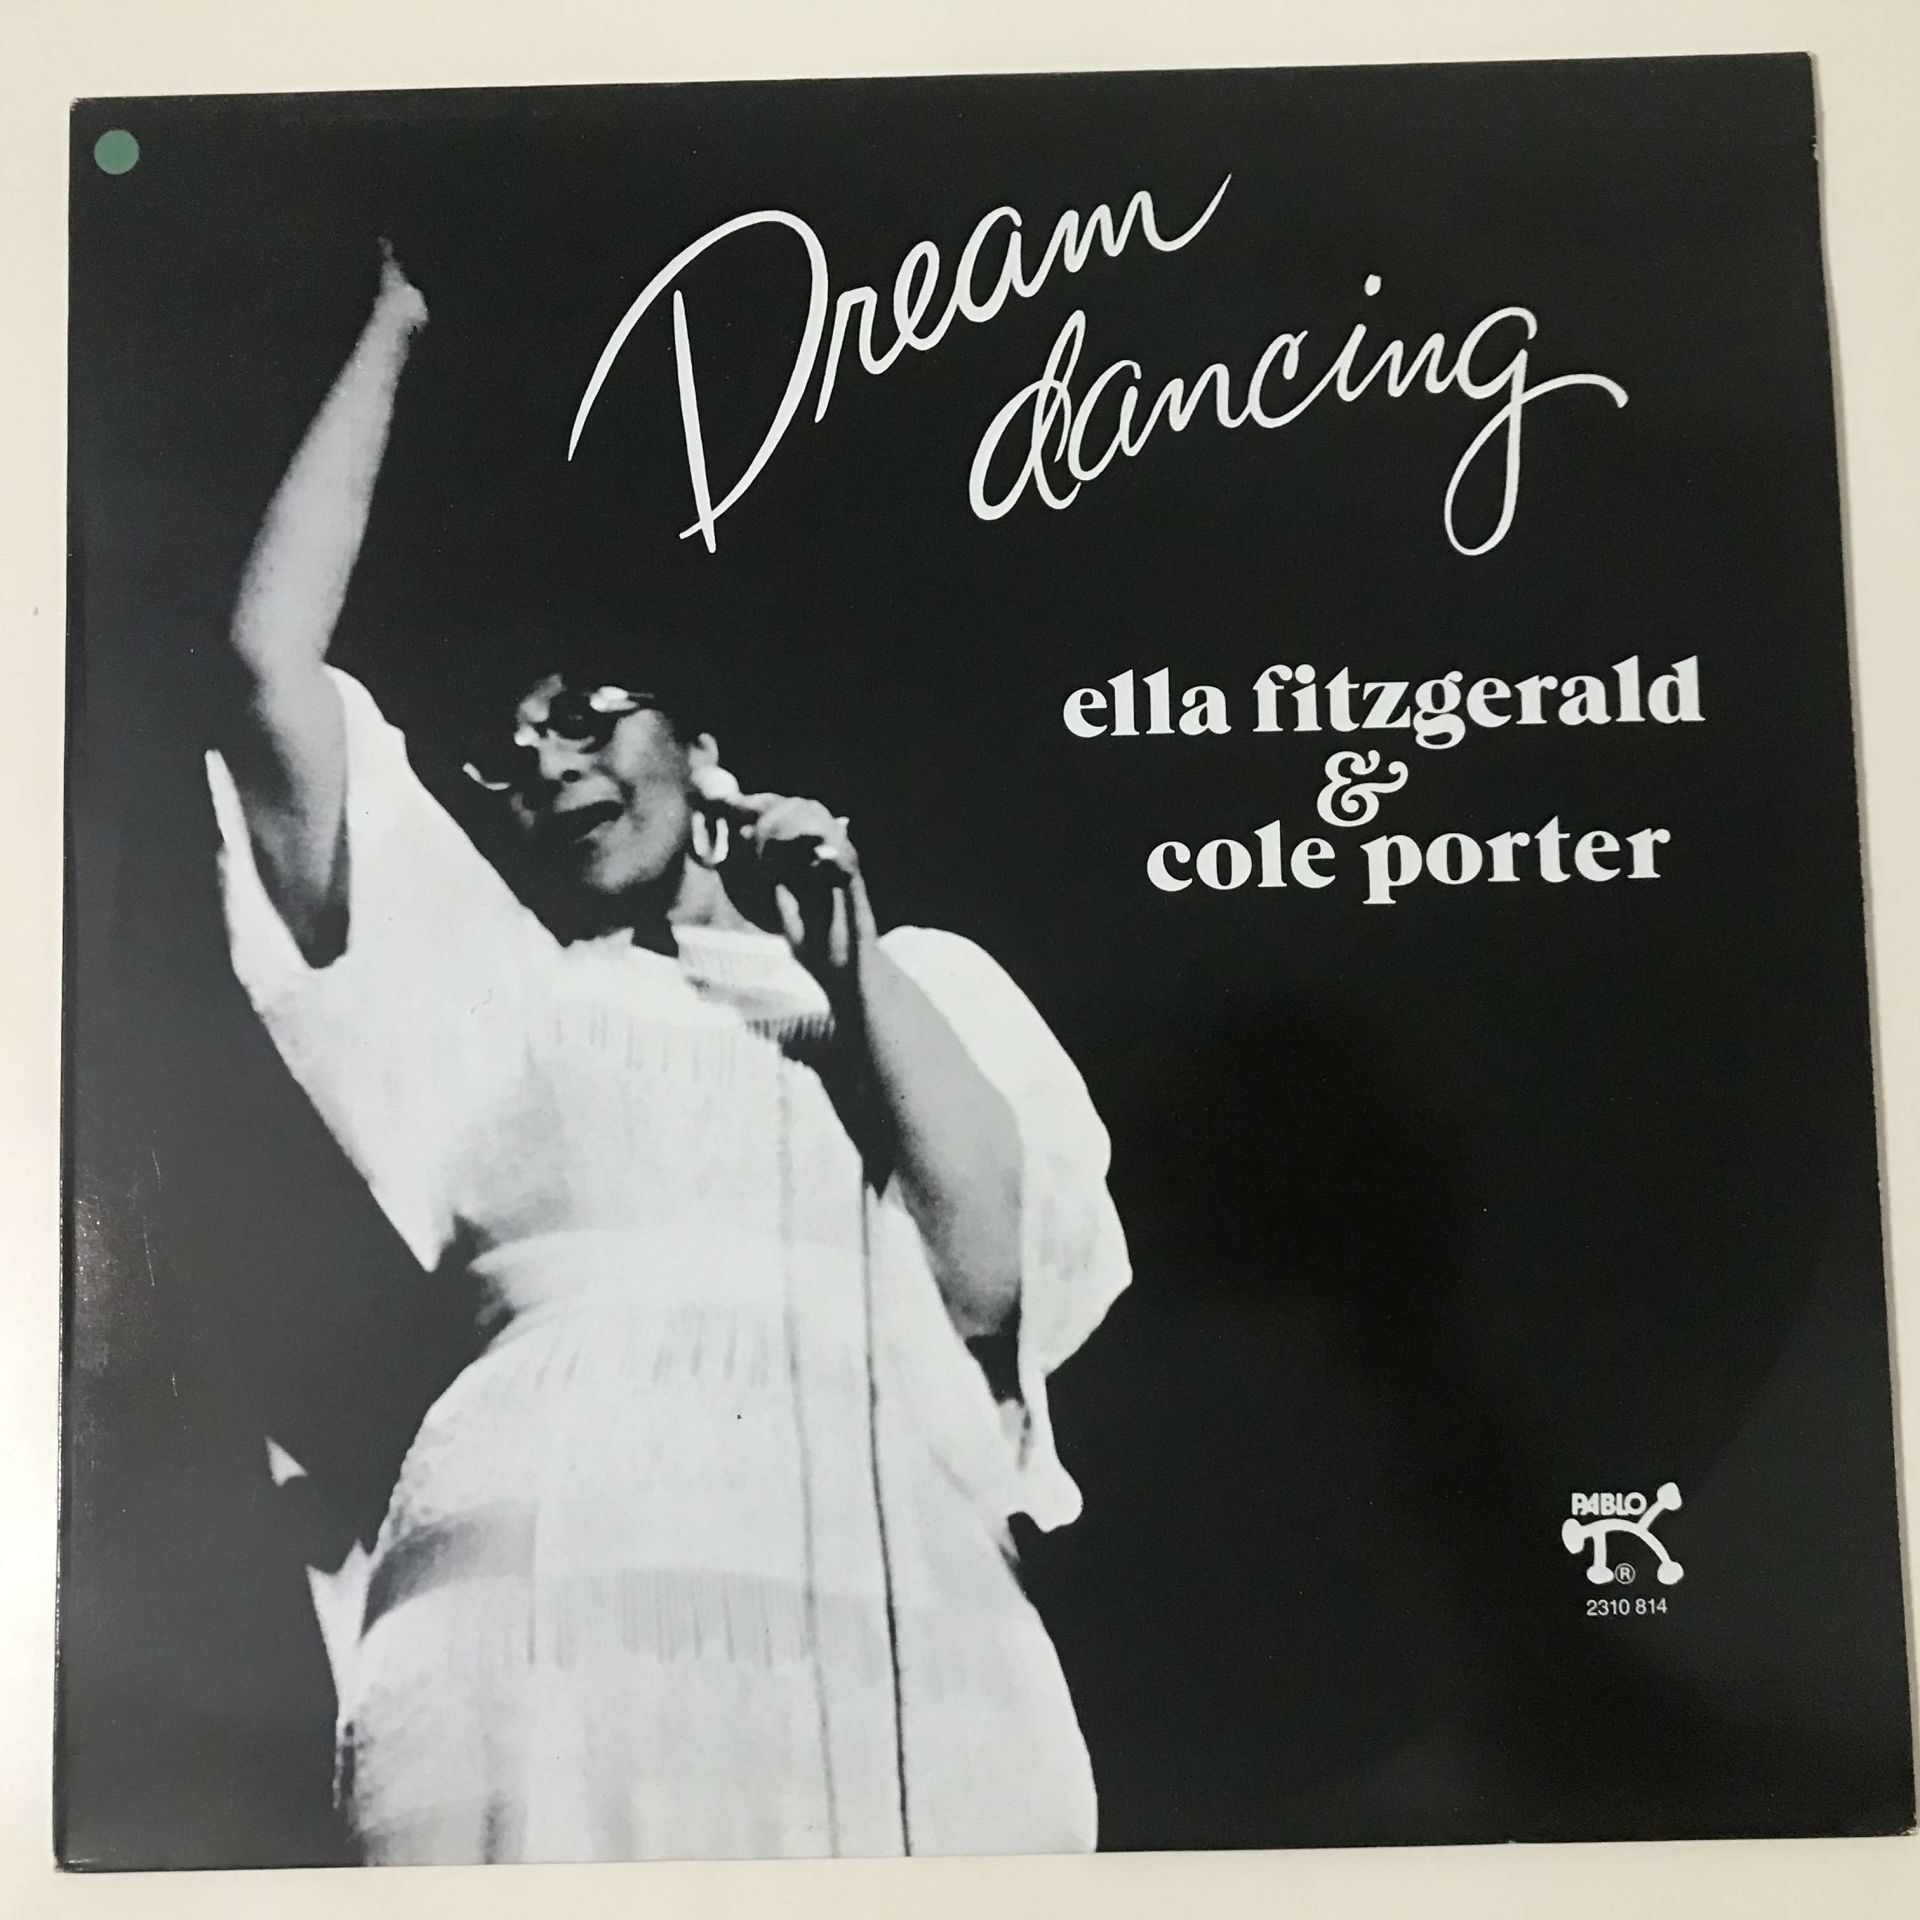 Dream
dancing
ella fitzgerald
&
cole porter
PABLO
®
2310 814